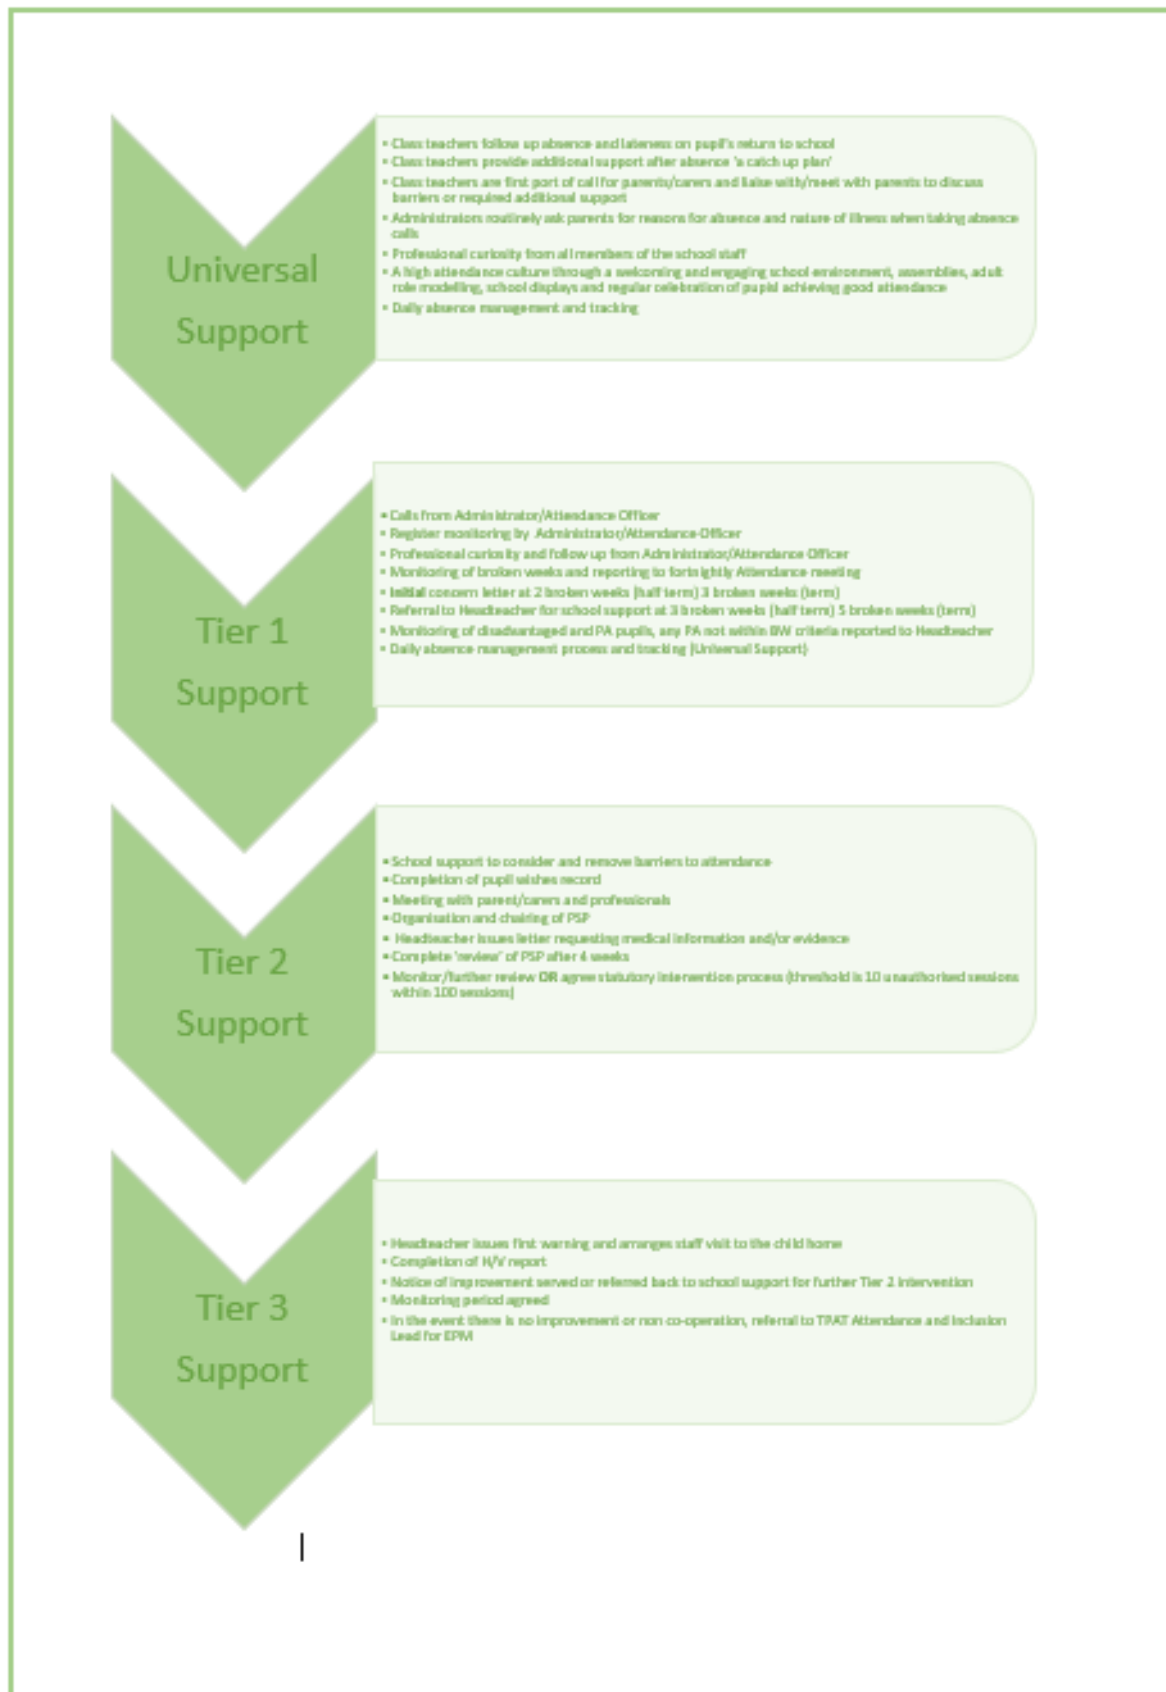 Universal
Support
▪ Class teachers follow up absence and lateness on pupil's return to school
▪ Class teachers provide additional support after absence 'a catch up plan'
▪ Class teachers are first port of call for parents/carers and liaise with/meet with parents to discuss
barriers or required additional support
▪ Administrators routinely ask parents for reasons for absence and nature of illness when taking absence
calls
▪ Professional curiosity from all members of the school staff
▪ A high attendance culture through a welcoming and engaging school environment, assemblies, adult
role modelling, school displays and regular celebration of pupisl achieving good attendance
▪ Daily absence management and tracking
Tier 1
Support
▪ Calls from Administrator/Attendance Officer
▪ Register monitoring by Administrator/Attendance Officer
▪ Professional curiosity and follow up from Administrator/Attendance Officer
▪ Monitoring of broken weeks and reporting to fortnightly Attendance meeting
▪ Initial concern letter at 2 broken weeks (half term) 3 broken weeks (term)
▪ Referral to Headteacher for school support at 3 broken weeks (half term) 5 broken weeks (term)
▪ Monitoring of disadvantaged and PA pupils, any PA not within BW criteria reported to Headteacher
▪ Daily absence management process and tracking (Universal Support)
Tier 2
Support
▪ School support to consider and remove barriers to attendance
▪ Completion of pupil wishes record
▪ Meeting with parent/carers and professionals
▪ Organisation and chairing of PSP
▪ Headteacher issues letter requesting medical information and/or evidence
▪ Complete 'review' of PSP after 4 weeks
▪ Monitor/further review OR agree statutory intervention process (threshold is 10 unauthorised sessions
within 100 sessions)
Tier 3
Support
▪ Headteacher issues first warning and arranges staff visit to the child home
▪ Completion of H/V report
▪ Notice of improvement served or referred back to school support for further Tier 2 intervention
▪ Monitoring period agreed
▪ In the event there is no improvement or non co-operation, referral to TPAT Attendance and Inclusion
Lead for EPM